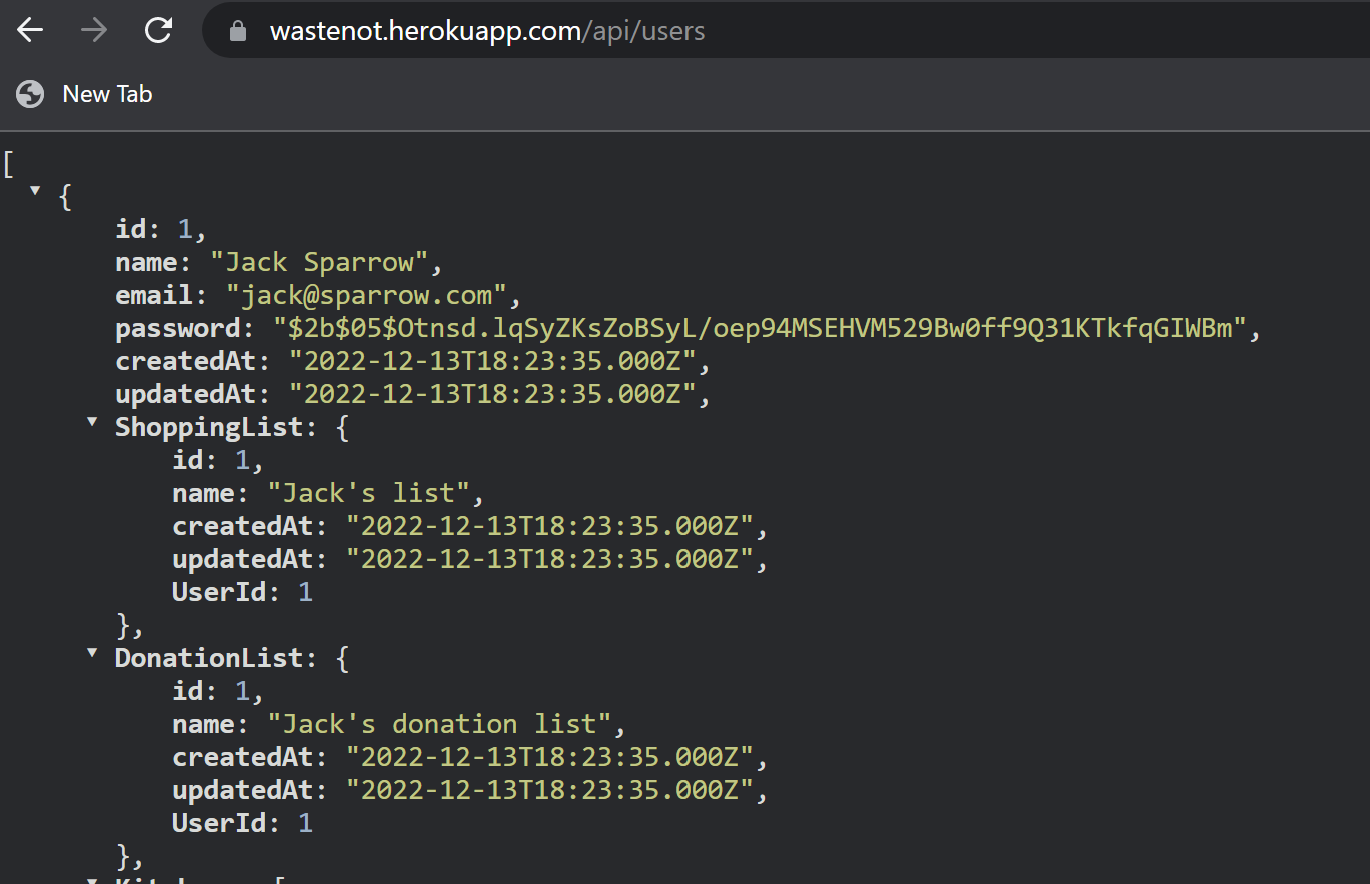 wastenot.herokuapp.com/api/users
New Tab
[
{
id: 1,
name: "Jack Sparrow",
email: "jack@sparrow.com",
password: "$2b$05$Otnsd.lqSyZKsZoBSyL/oep94MSEHVM529Bw0ff9Q31KTkfqGIWBm",
createdAt: "2022-12-13T18:23:35.000Z",
updatedAt: "2022-12-13T18:23:35.000Z",
ShoppingList: {
id: 1,
name: "Jack's list",
createdAt: "2022-12-13T18:23:35.000Z",
updatedAt: "2022-12-13T18:23:35.000Z",
UserId: 1
},
DonationList: {
id: 1,
name: "Jack's donation list",
createdAt: "2022-12-13T18:23:35.000Z",
updatedAt: "2022-12-13T18:23:35.000Z",
UserId: 1
},